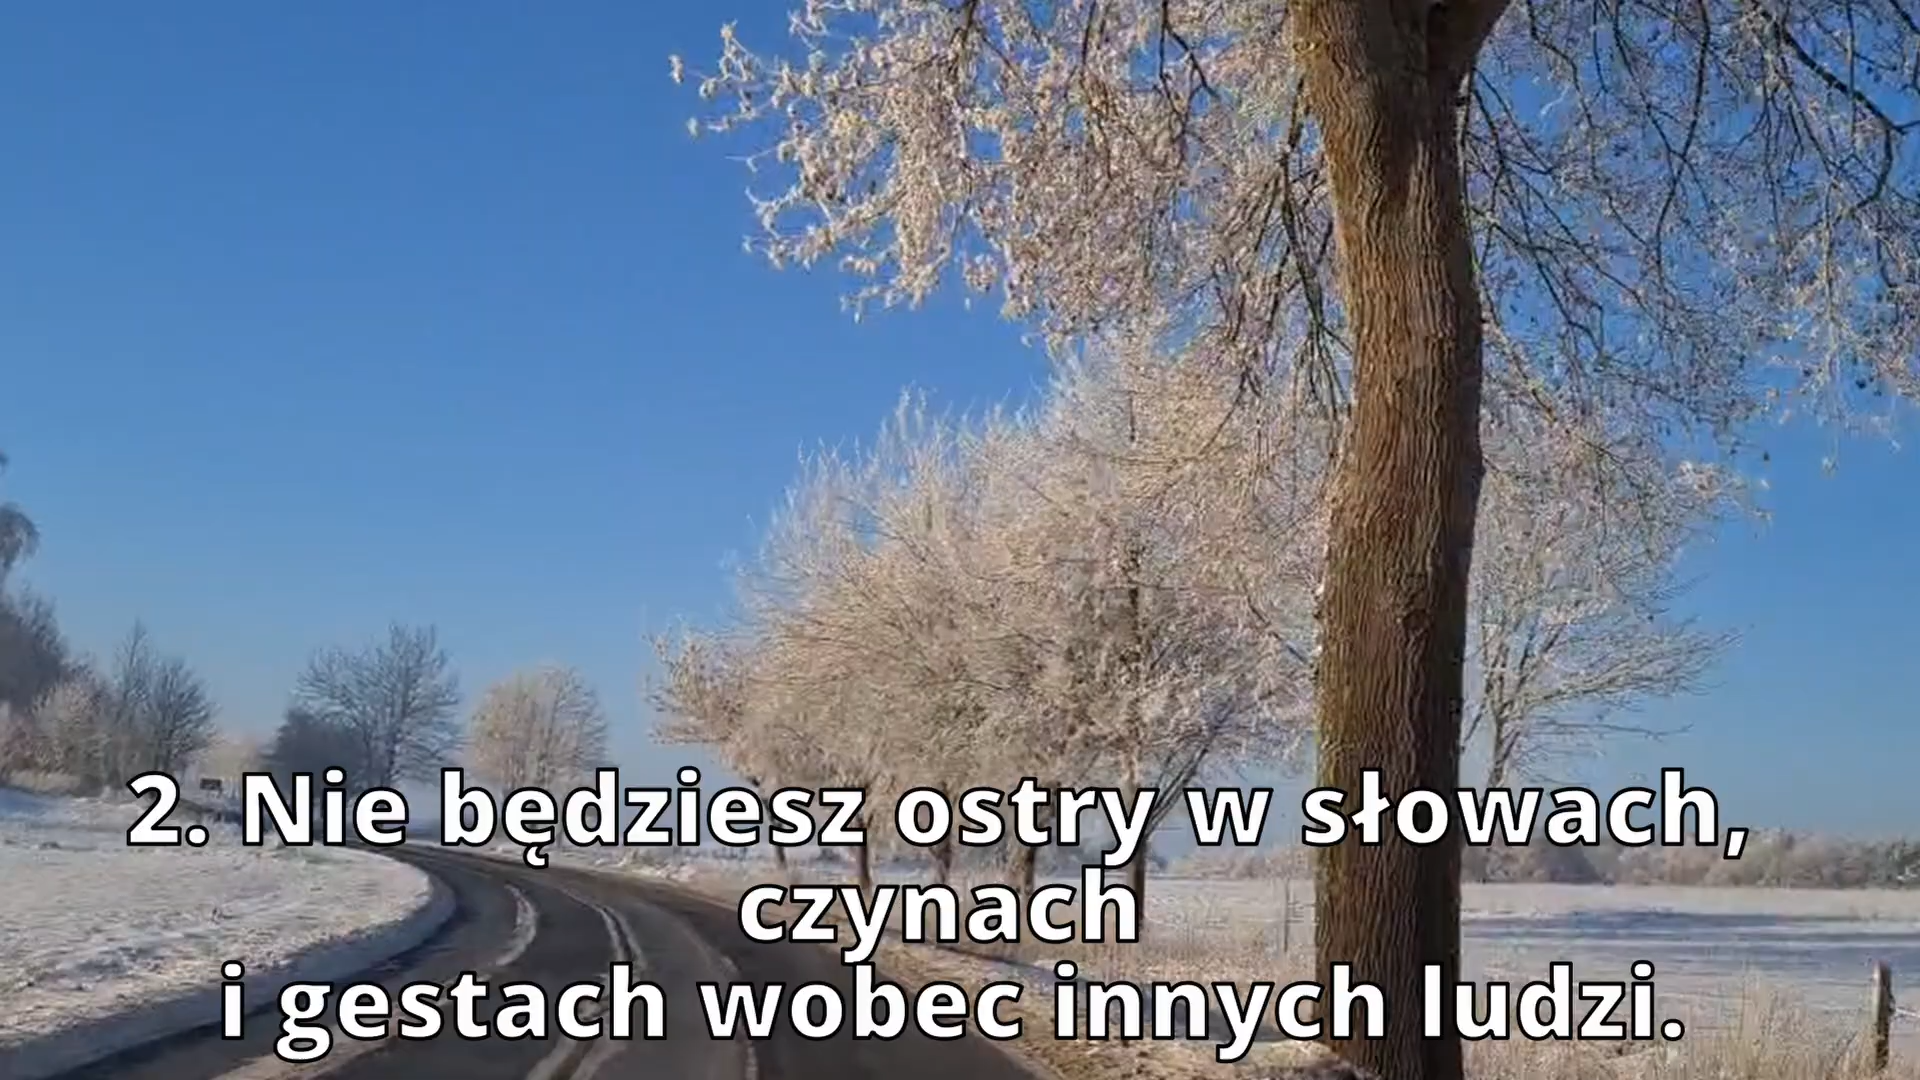 2. Nie będziesz ostry w słowach,
czynach
i gestach wobec innych ludzi.